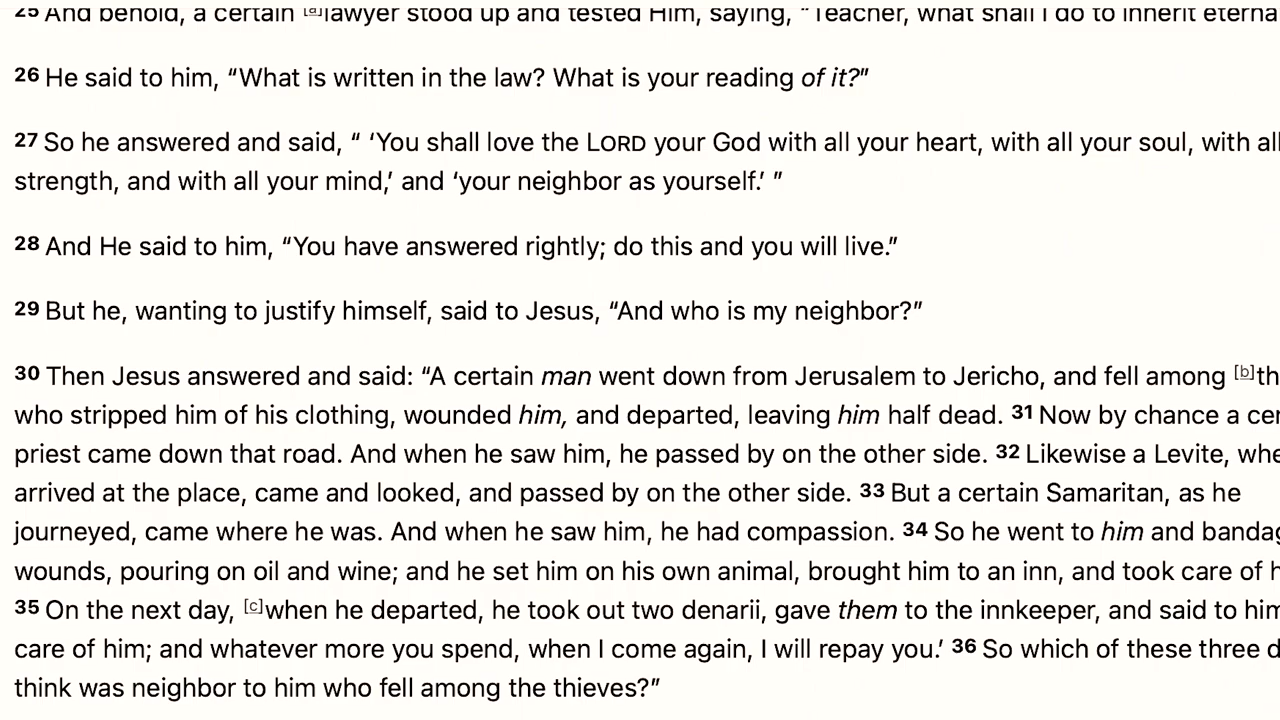 25 And behold, a certain [a]lawyer stood up and tested Him, saying, “Teacher, what shall I do to inherit
26 He said to him, “What is written in the law? What is your reading of it?”
27 So he answered and said, “ ‘You shall love the LORD your God with all your heart, with all your soul, with all
strength, and with all your mind,’ and ‘your neighbor as yourself.’ ”
28 And He said to him, “You have answered rightly; do this and you will live.”
29 But he, wanting to justify himself, said to Jesus, “And who is my neighbor?”
30 Then Jesus answered and said: “A certain man went down from Jerusalem to Jericho, and fell among [b]
who stripped him of his clothing, wounded him, and departed, leaving him half dead. 31 Now by chance a
priest came down that road. And when he saw him, he passed by on the other side. 32 Likewise a Levite,
arrived at the place, came and looked, and passed by on the other side. 33 But a certain Samaritan, as he
journeyed, came where he was. And when he saw him, he had compassion. 34 So he went to him and
wounds, pouring on oil and wine; and he set him on his own animal, brought him to an inn, and took care of
35 On the next day, [c]when he departed, he took out two denarii, gave them to the innkeeper, and said to
care of him; and whatever more you spend, when I come again, I will repay you.’ 36 So which of these three
think was neighbor to him who fell among the thieves?”